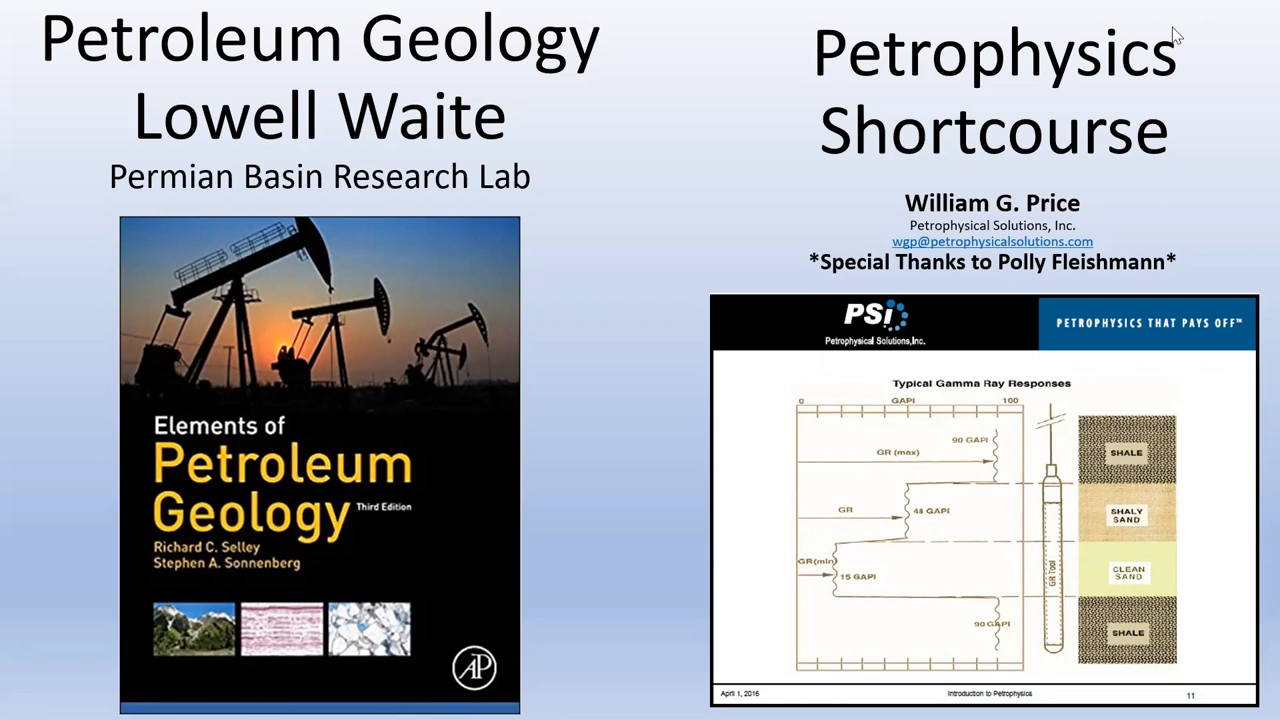 Petroleum Geology
Lowell Waite
Permian Basin Research Lab
Elements of
Petroleum
Geology Third Edition
Richard C. Selley
Stephen A. Sonnenberg
AP
Petrophysics
Shortcourse
William G. Price
Petrophysical Solutions, Inc.
wgp@petrophysicalsolutions.com
*Special Thanks to Polly Fleishmann*
PSi
Petrophysical Solutions,Inc.
PETROPHYSICS THAT PAYS OFF™
Typical Gamma Ray Responses
0 GAPI 100
90 GAPI
GR (max)
SHALE
GR
48 GAPI
SHALY
SAND
GR(min)
15 GAPI
GR Tool
CLEAN
SAND
90 GAPI
SHALE
April 1, 2016 Introduction to Petrophysics 11